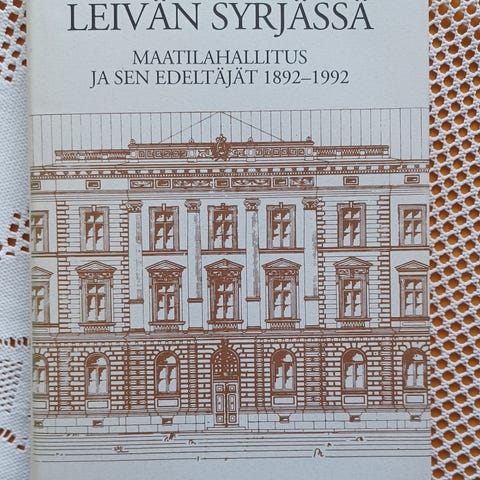 LEIVÄN SYRJÄSSÄ
MAATILAHALLITUS
JA SEN EDELTÄJÄT 1892–1992